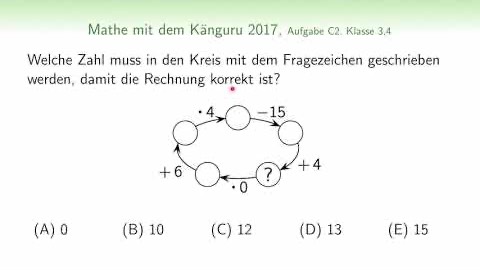 Mathe mit dem Känguru 2017, Aufgabe C2. Klasse 3,4
Welche Zahl muss in den Kreis mit dem Fragezeichen geschrieben
werden, damit die Rechnung korrekt ist?
· 4
−15
+6
+4
?
· 0
(A) 0 (B) 10 (C) 12 (D) 13 (E) 15